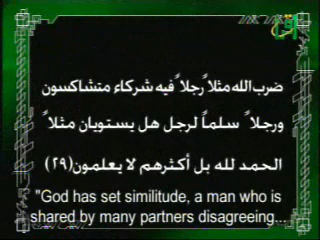 ضرب الله مثلاً رجلاً فيه شركاء متشاكسون
ورجلاً سلماً لرجل هل يستويان مثلاً
الحمد لله بل أكثرهم لا يعلمون (٢٩)
"God has set similitude, a man who is
shared by many partners disagreeing...